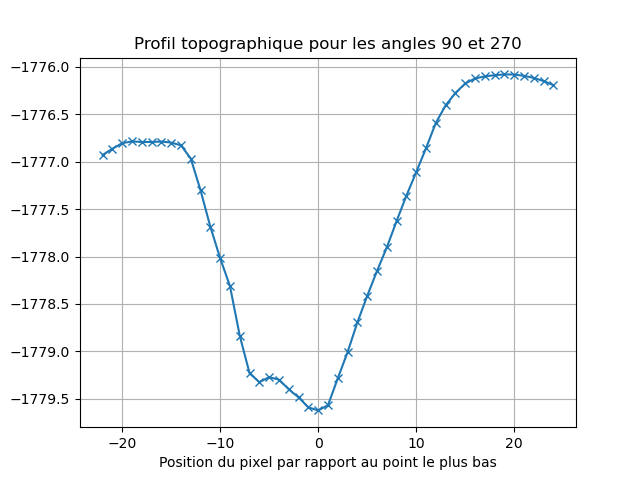 Profil topographique pour les angles 90 et 270
−1776.0
−1776.5
−1777.0
−1777.5
−1778.0
−1778.5
−1779.0
−1779.5
−20 −10 0 10 20
Position du pixel par rapport au point le plus bas